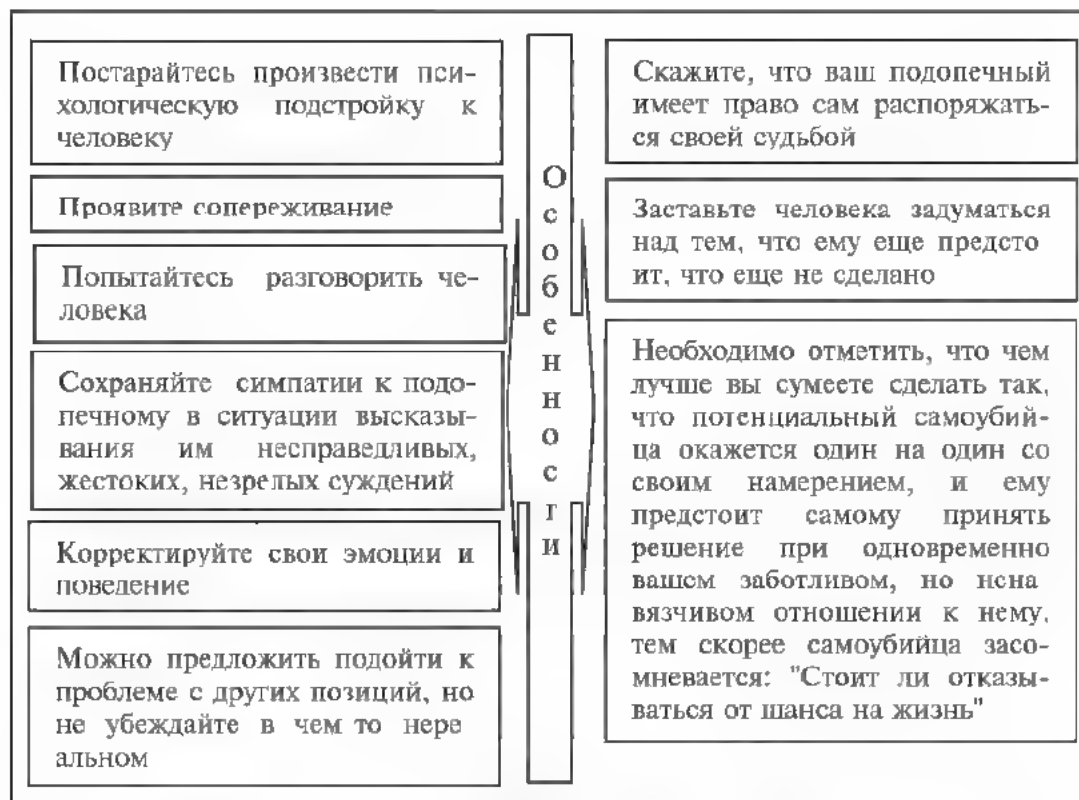 Постарайтесь произвести пси-
хологическую подстройку к
человеку
Проявите сопереживание
Попытайтесь разговорить че-
ловека
Сохраняйте симпатии к подо-
печному в ситуации высказы-
вания им несправедливых,
жестоких, незрелых суждений
Корректируйте свои эмоции и
поведение
Можно предложить подойти к
проблеме с других позиций, но
не убеждайте в чем то нере
альном
Особенности
Скажите, что ваш подопечный
имеет право сам распоряжать-
ся своей судьбой
Заставьте человека задуматься
над тем, что ему еще предсто
ит, что еще не сделано
Необходимо отметить, что чем
лучше вы сумеете сделать так,
что потенциальный самоубий-
ца окажется один на один со
своим намерением, и ему
предстоит самому принять
решение при одновременно
вашем заботливом, но нена
вязчивом отношении к нему,
тем скорее самоубийца засо-
мневается: "Стоит ли отказы-
ваться от шанса на жизнь"